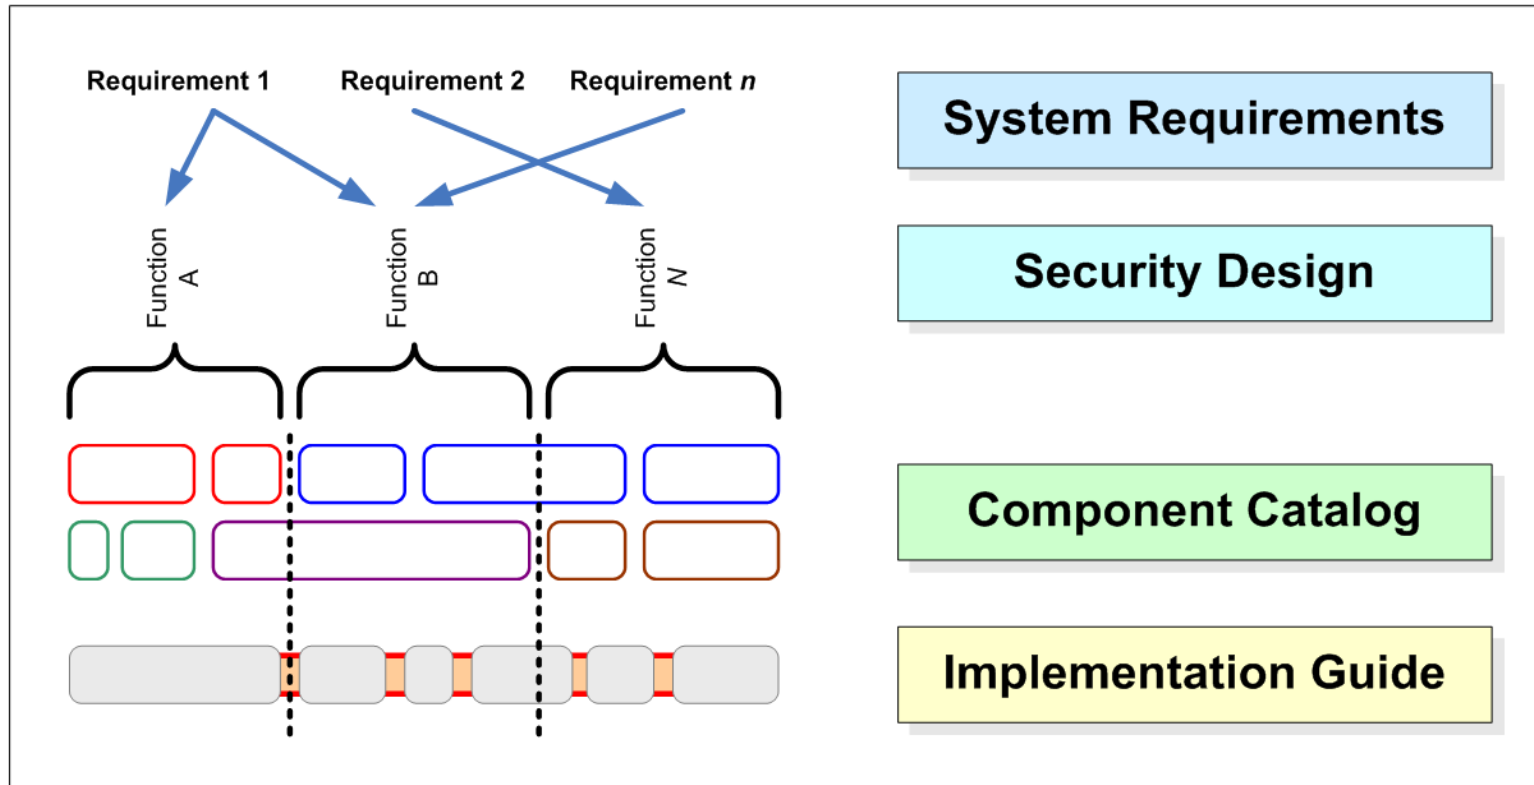 Requirement 1
Requirement 2
Requirement n
System Requirements
Function
A
Function
B
Function
N
Security Design
Component Catalog
Implementation Guide